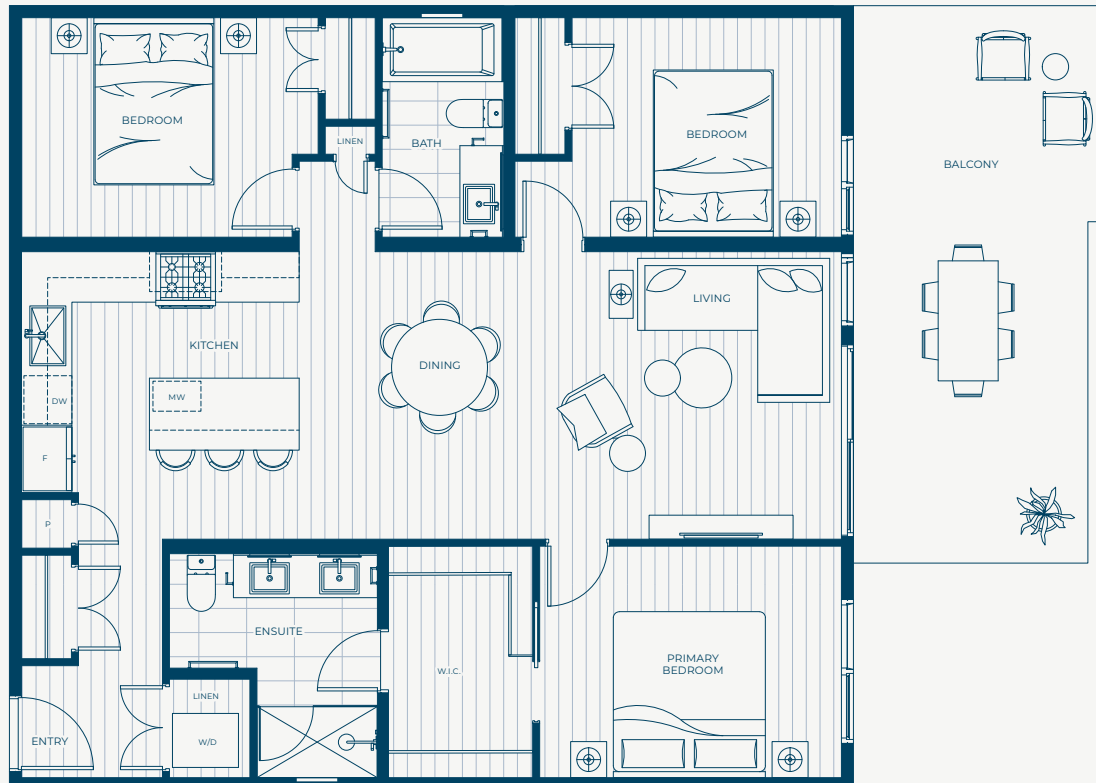 BEDROOM
LINEN
BATH
BEDROOM
BALCONY
LIVING
KITCHEN
DINING
DW
MW
F
P
ENSUITE
W.I.C.
PRIMARY
BEDROOM
LINEN
ENTRY
W/D